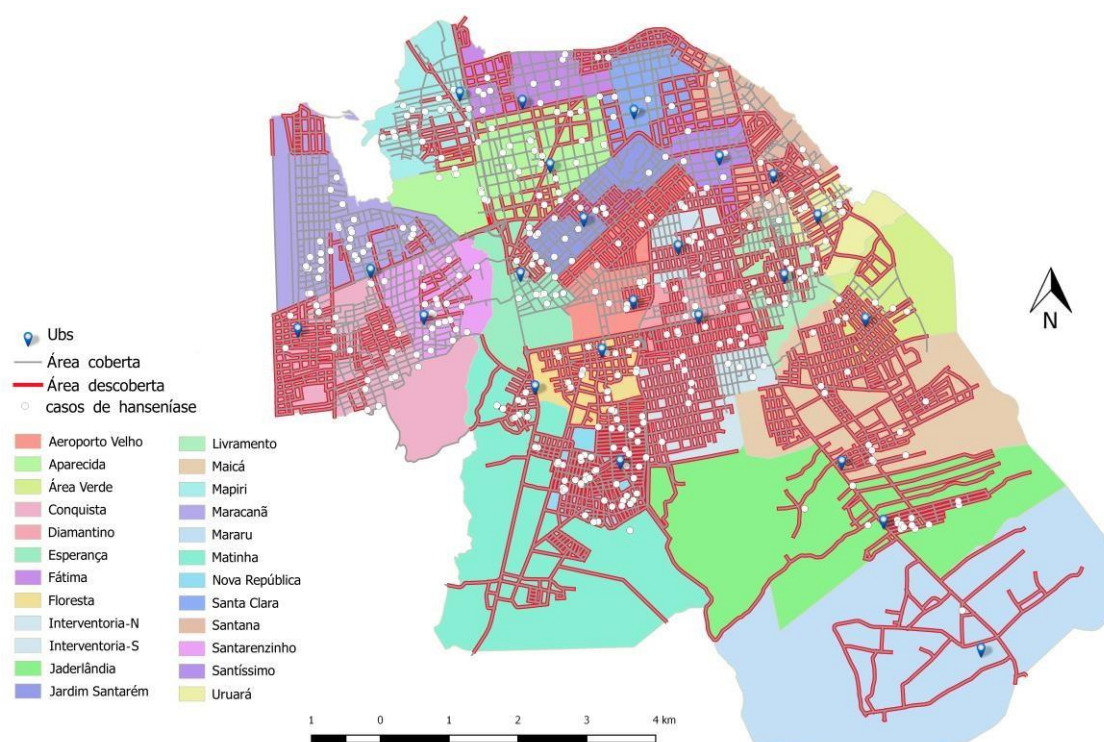 N
Ubs
Área coberta
Área descoberta
casos de hanseníase
Aeroporto Velho
Aparecida
Área Verde
Conquista
Diamantino
Esperança
Fátima
Floresta
Interventoria-N
Interventoria-S
Jaderlândia
Jardim Santarém
Livramento
Maicá
Mapiri
Maracanã
Mararu
Matinha
Nova República
Santa Clara
Santana
Santarenzinho
Santíssimo
Uruará
1 0 1 2 3 4 km